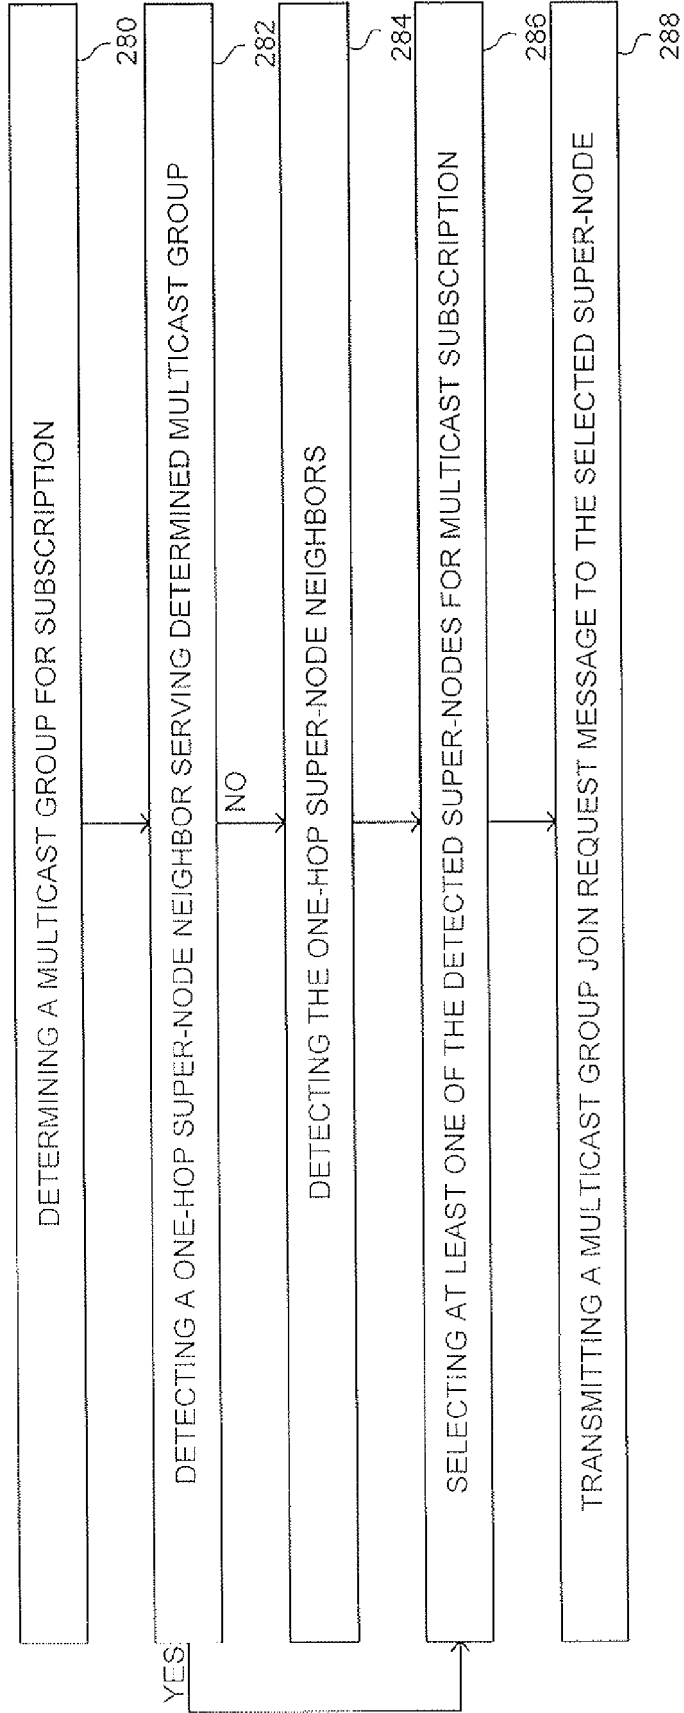 DETERMINING A MULTICAST GROUP FOR SUBSCRIPTION
280
DETECTING A ONE-HOP SUPER-NODE NEIGHBOR SERVING DETERMINED MULTICAST GROUP
282
YES
NO
DETECTING THE ONE-HOP SUPER-NODE NEIGHBORS
284
SELECTING AT LEAST ONE OF THE DETECTED SUPER-NODES FOR MULTICAST SUBSCRIPTION
286
TRANSMITTING A MULTICAST GROUP JOIN REQUEST MESSAGE TO THE SELECTED SUPER-NODE
288